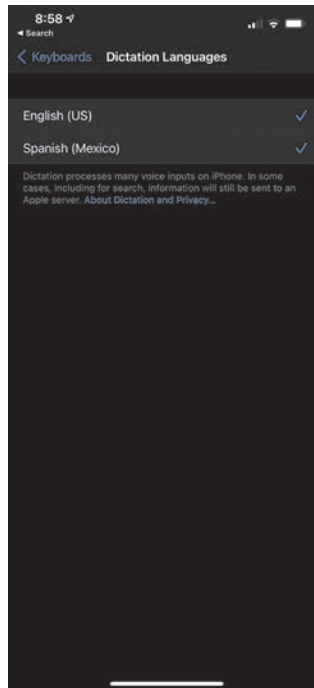 8:58
Search
Keyboards Dictation Languages
English (US)
Spanish (Mexico)
Dictation processes many voice inputs on iPhone. In some
cases, including for search, information will still be sent to an
Apple server. About Dictation and Privacy...